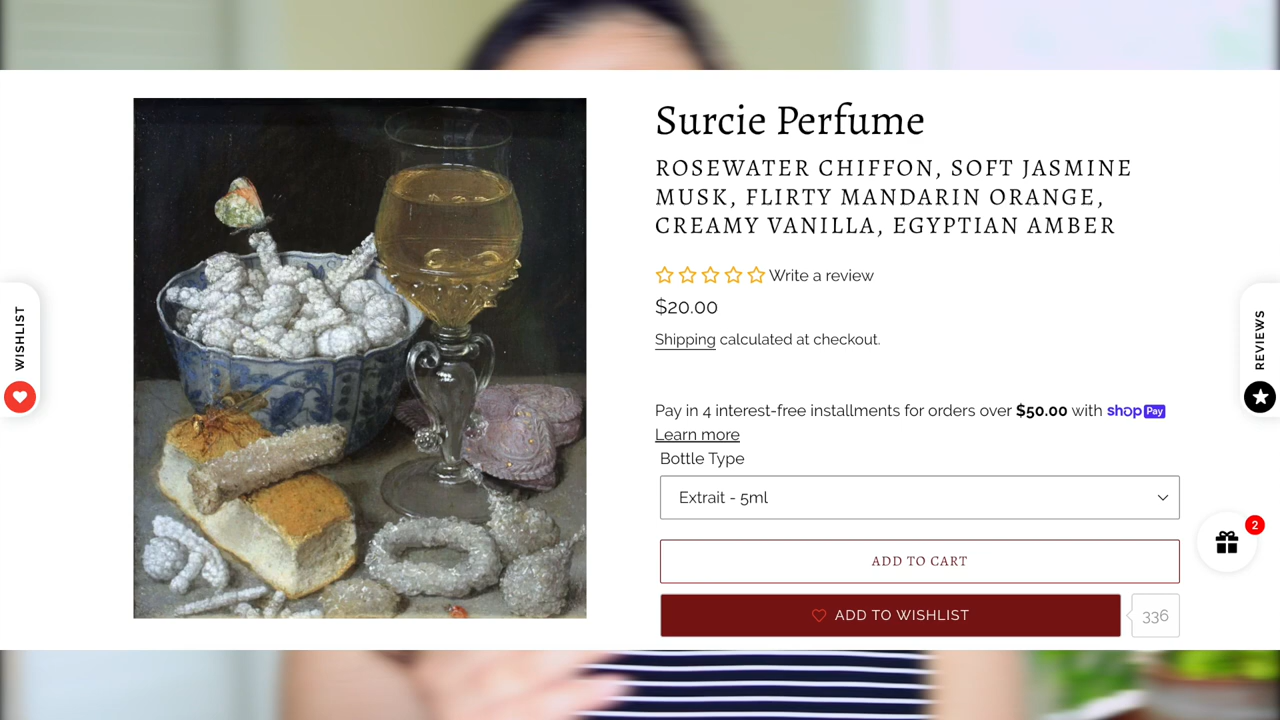 Surcie Perfume
ROSEWATER CHIFFON, SOFT JASMINE
MUSK, FLIRTY MANDARIN ORANGE,
CREAMY VANILLA, EGYPTIAN AMBER
Write a review
$20.00
Shipping calculated at checkout.
Pay in 4 interest-free installments for orders over $50.00 with shop Pay
Learn more
Bottle Type
Extrait - 5ml
ADD TO CART
ADD TO WISHLIST
336
WISHLIST
REVIEWS
2